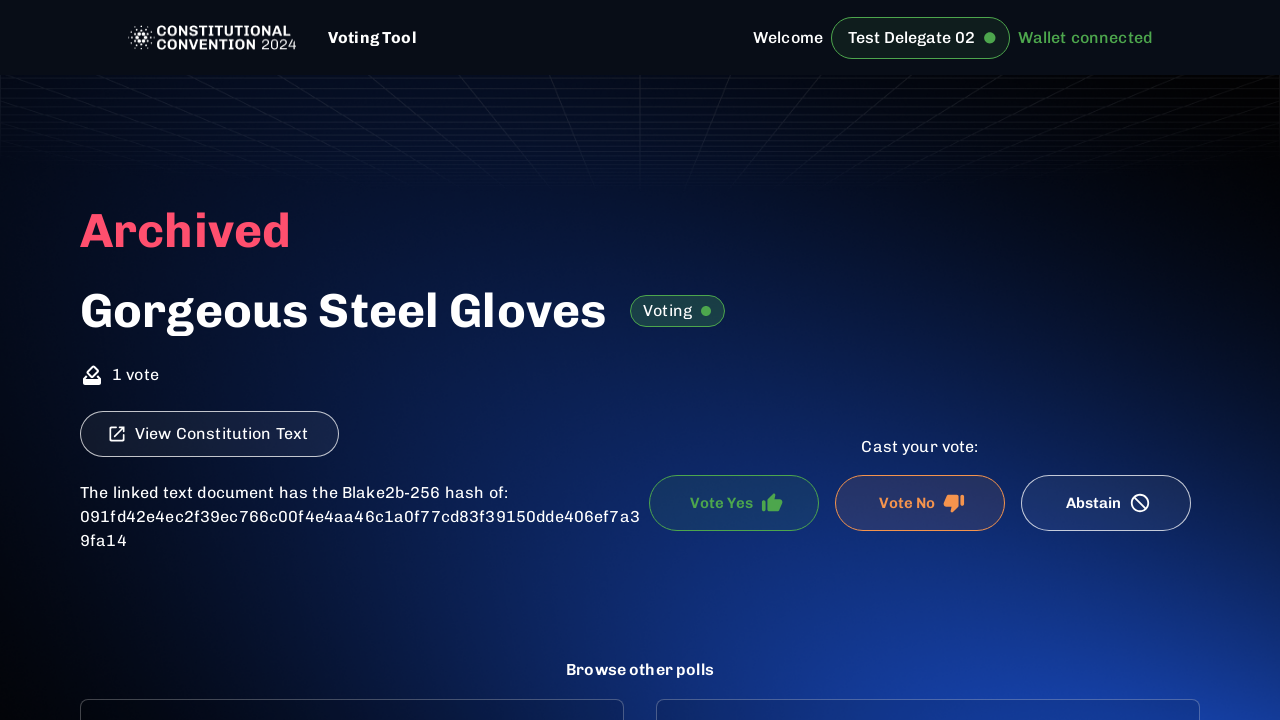 CONSTITUTIONAL
CONVENTION 2024
Voting Tool
Welcome
Test Delegate 02
Wallet connected
Archived
Gorgeous Steel Gloves
Voting
1 vote
View Constitution Text
Cast your vote:
The linked text document has the Blake2b-256 hash of:
091fd42e4ec2f39ec766c00f4e4aa46c1a0f77cd83f39150dde406ef7a3
9fa14
Vote Yes
Vote No
Abstain
Browse other polls